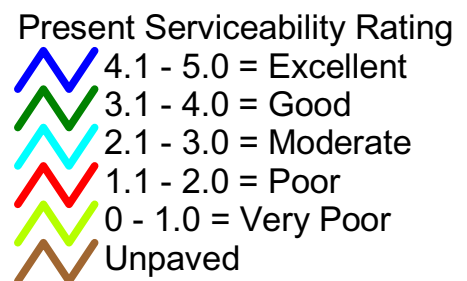 Present Serviceability Rating
4.1 - 5.0 = Excellent
3.1 - 4.0 = Good
2.1 - 3.0 = Moderate
1.1 - 2.0 = Poor
0 - 1.0 = Very Poor
Unpaved